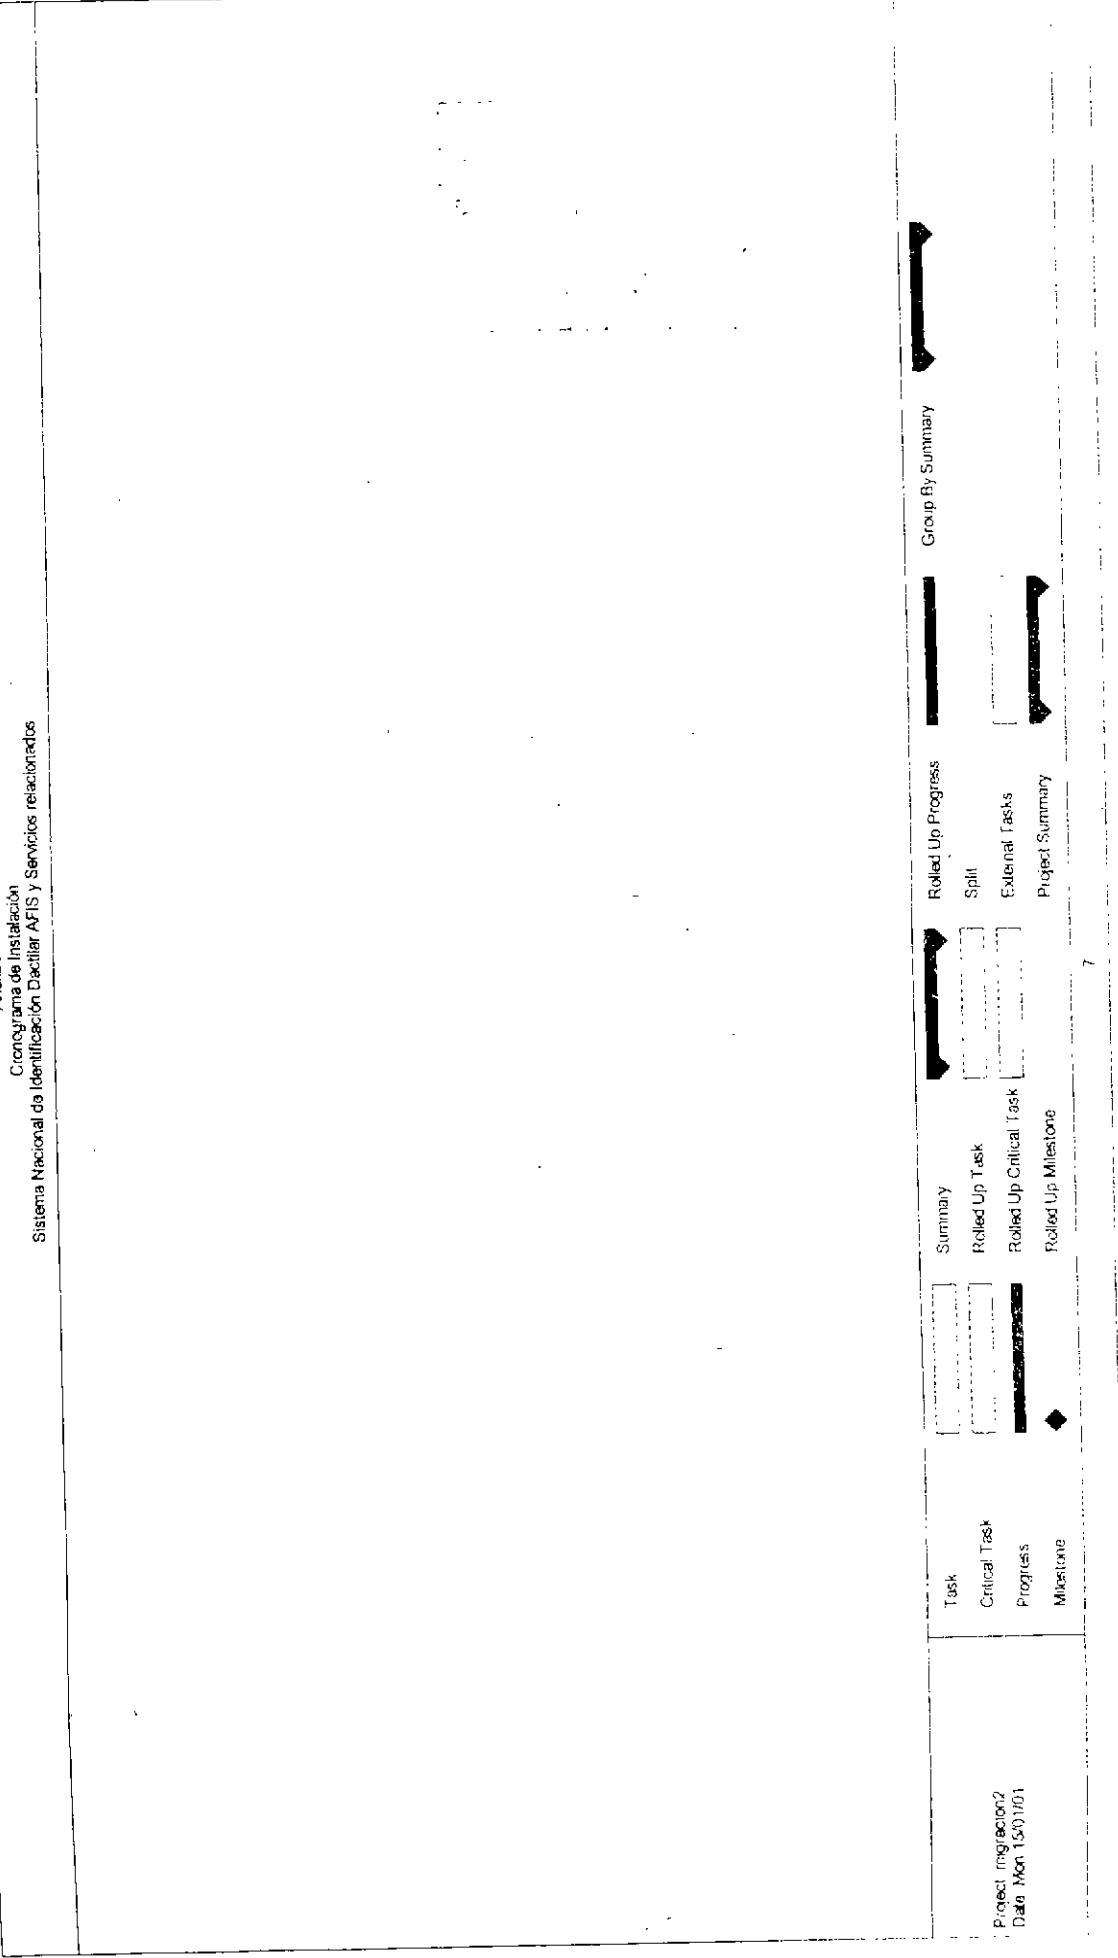 Cronograma de Instalación
Sistema Nacional de Identificación Dactilar AFIS y Servicios relacionados
Project migracion2
Date Mon 15/01/01
Task
Critical Task
Progress
Milestone
Summary
Rolled Up Task
Rolled Up Critical Task
Rolled Up Milestone
Rolled Up Progress
Split
External Tasks
Project Summary
Group By Summary
7